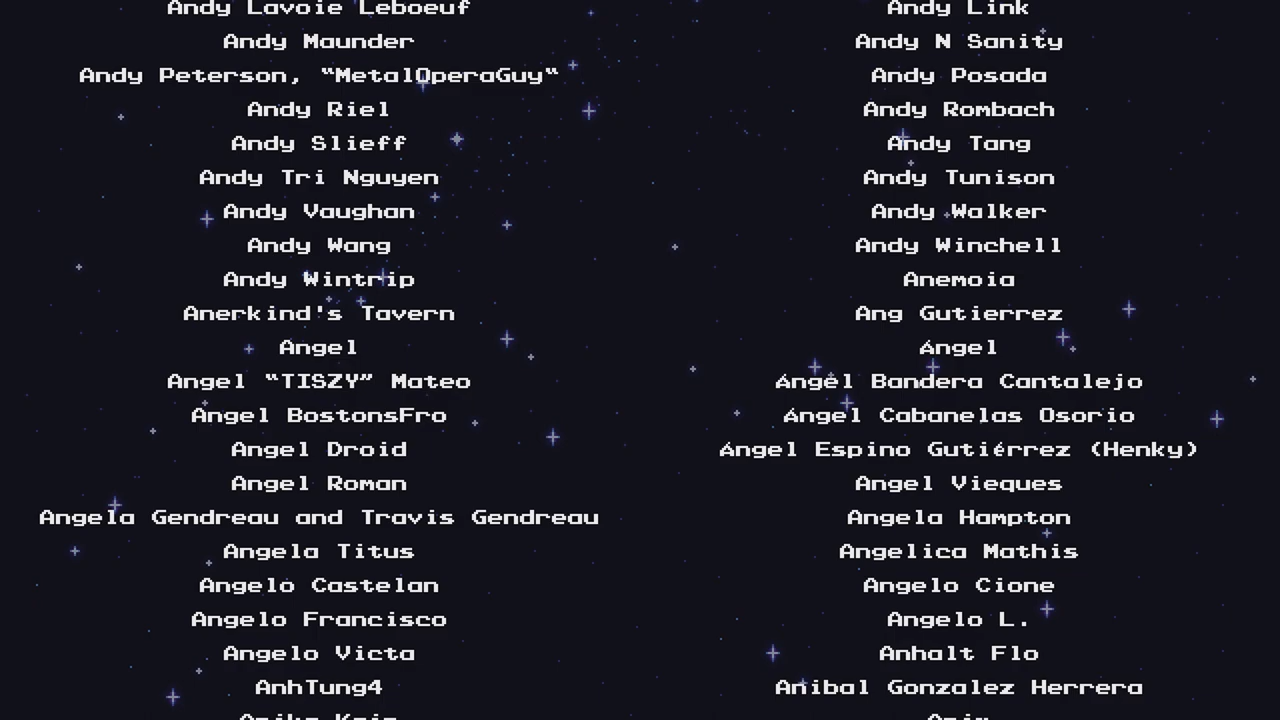 Andy Lavoie Leboeuf
Andy Link
Andy Maunder
Andy N Sanity
Andy Peterson, “MetalOperaGuy“
Andy Posada
Andy Riel
Andy Rombach
Andy Slieff
Andy Tang
Andy Tri Nguyen
Andy Tunison
Andy Vaughan
Andy Walker
Andy Wang
Andy Winchell
Andy Wintrip
Anemoia
Anerkind's Tavern
Ang Gutierrez
Angel
Ángel
Angel “TISZY” Mateo
Ángel Bandera Cantalejo
Angel BostonsFro
Ángel Cabanelas Osorio
Angel Droid
Ángel Espino Gutiérrez (Henky)
Angel Roman
Angel Vieques
Angela Gendreau and Travis Gendreau
Angela Hampton
Angela Titus
Angelica Mathis
Angelo Castelan
Angelo Cione
Angelo Francisco
Angelo L.
Angelo Victa
Anhalt Flo
AnhTung4
Anibal Gonzalez Herrera